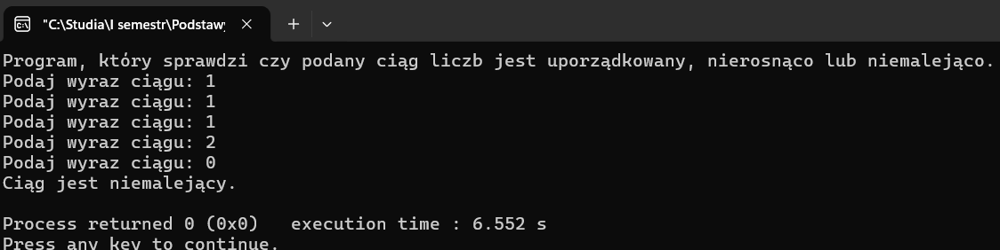 "C:\Studia\I semestr\Podstawy
Program, który sprawdzi czy podany ciąg liczb jest uporządkowany, nierosnąco lub niemalejąco.
Podaj wyraz ciągu: 1
Podaj wyraz ciągu: 1
Podaj wyraz ciągu: 1
Podaj wyraz ciągu: 2
Podaj wyraz ciągu: 0
Ciąg jest niemalejący.
Process returned 0 (0x0)   execution time : 6.552 s
Press any key to continue.